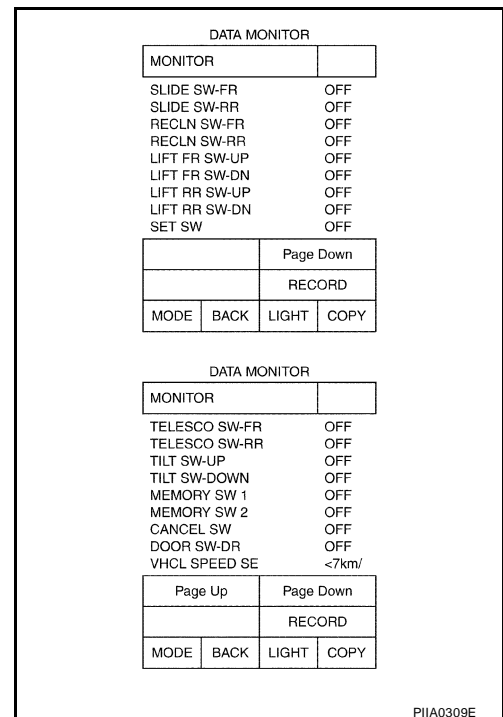 DATA MONITOR
MONITOR
SLIDE SW-FR OFF
SLIDE SW-RR OFF
RECLN SW-FR OFF
RECLN SW-RR OFF
LIFT FR SW-UP OFF
LIFT FR SW-DN OFF
LIFT RR SW-UP OFF
LIFT RR SW-DN OFF
SET SW OFF
Page Down
RECORD
MODE BACK LIGHT COPY
DATA MONITOR
MONITOR
TELESCO SW-FR OFF
TELESCO SW-RR OFF
TILT SW-UP OFF
TILT SW-DOWN OFF
MEMORY SW 1 OFF
MEMORY SW 2 OFF
CANCEL SW OFF
DOOR SW-DR OFF
VHCL SPEED SE <7km/
Page Up Page Down
RECORD
MODE BACK LIGHT COPY
PIIA0309E